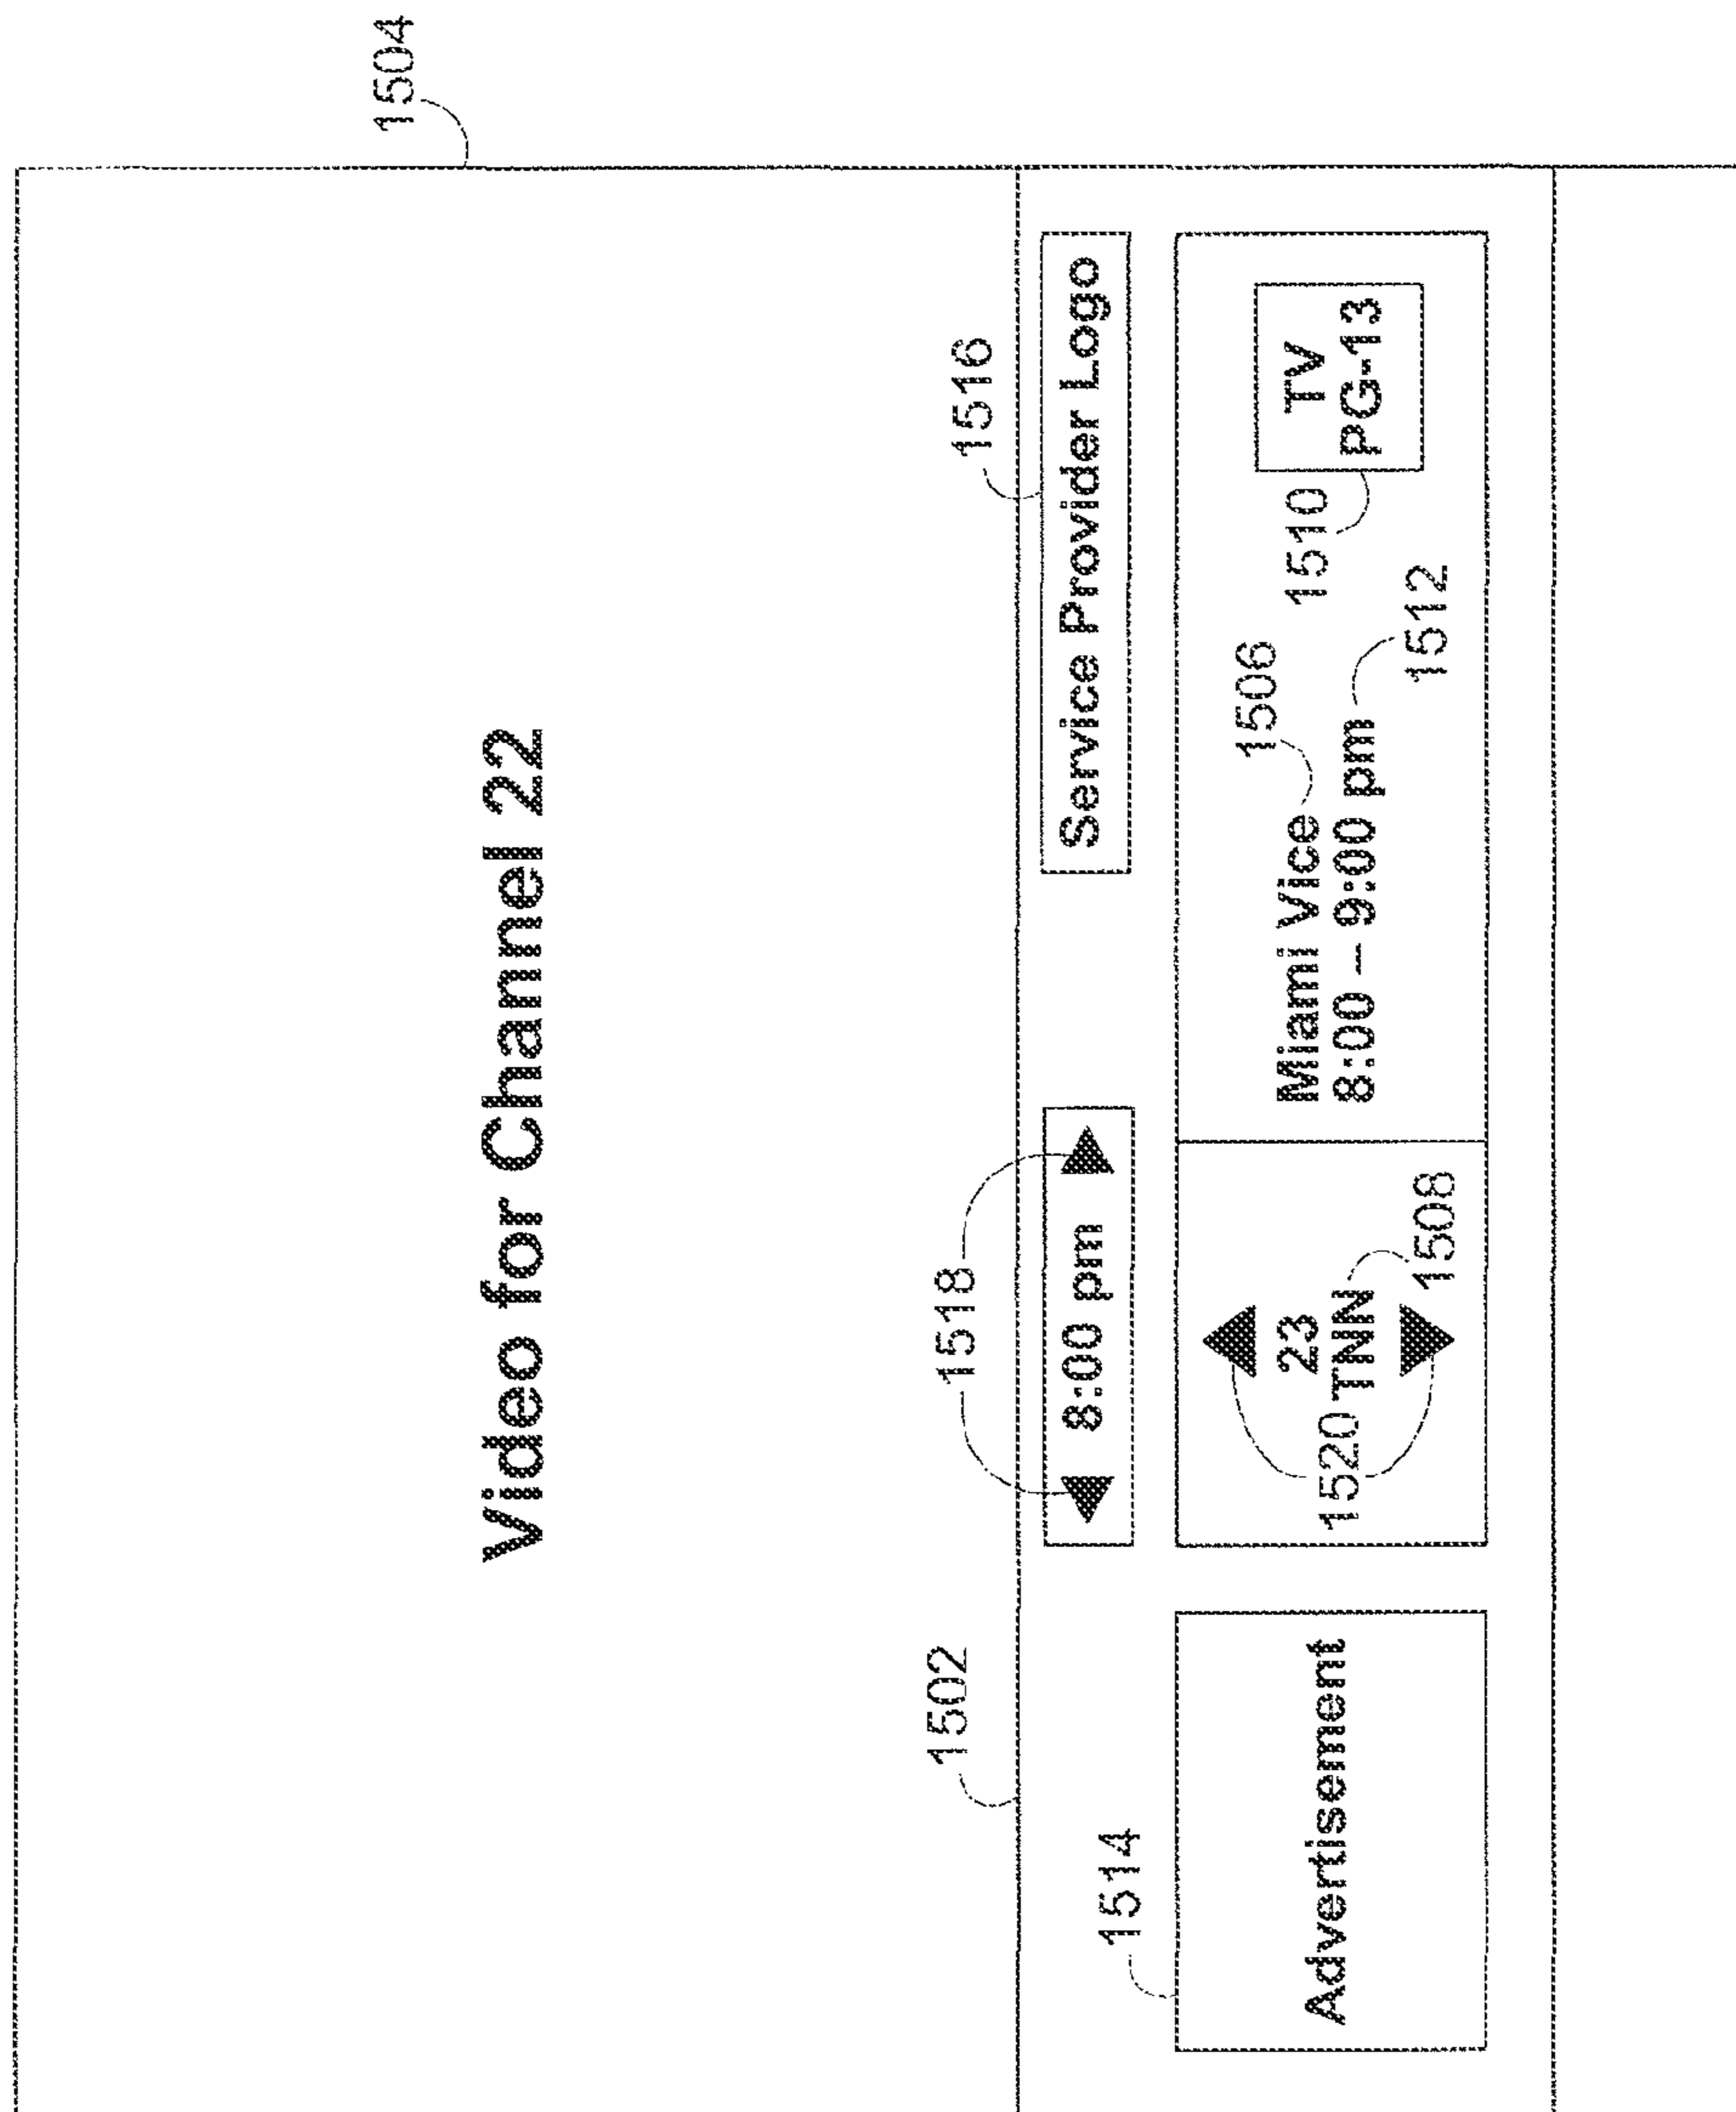 1504
Video for Channel 22
1502
1518
1516
8:00 pm
Service Provider Logo
1514
Advertisement
23
TNN
1520
1508
Miami Vice
8:00 – 9:00 pm
1506
1512
1510
TV
PG-13